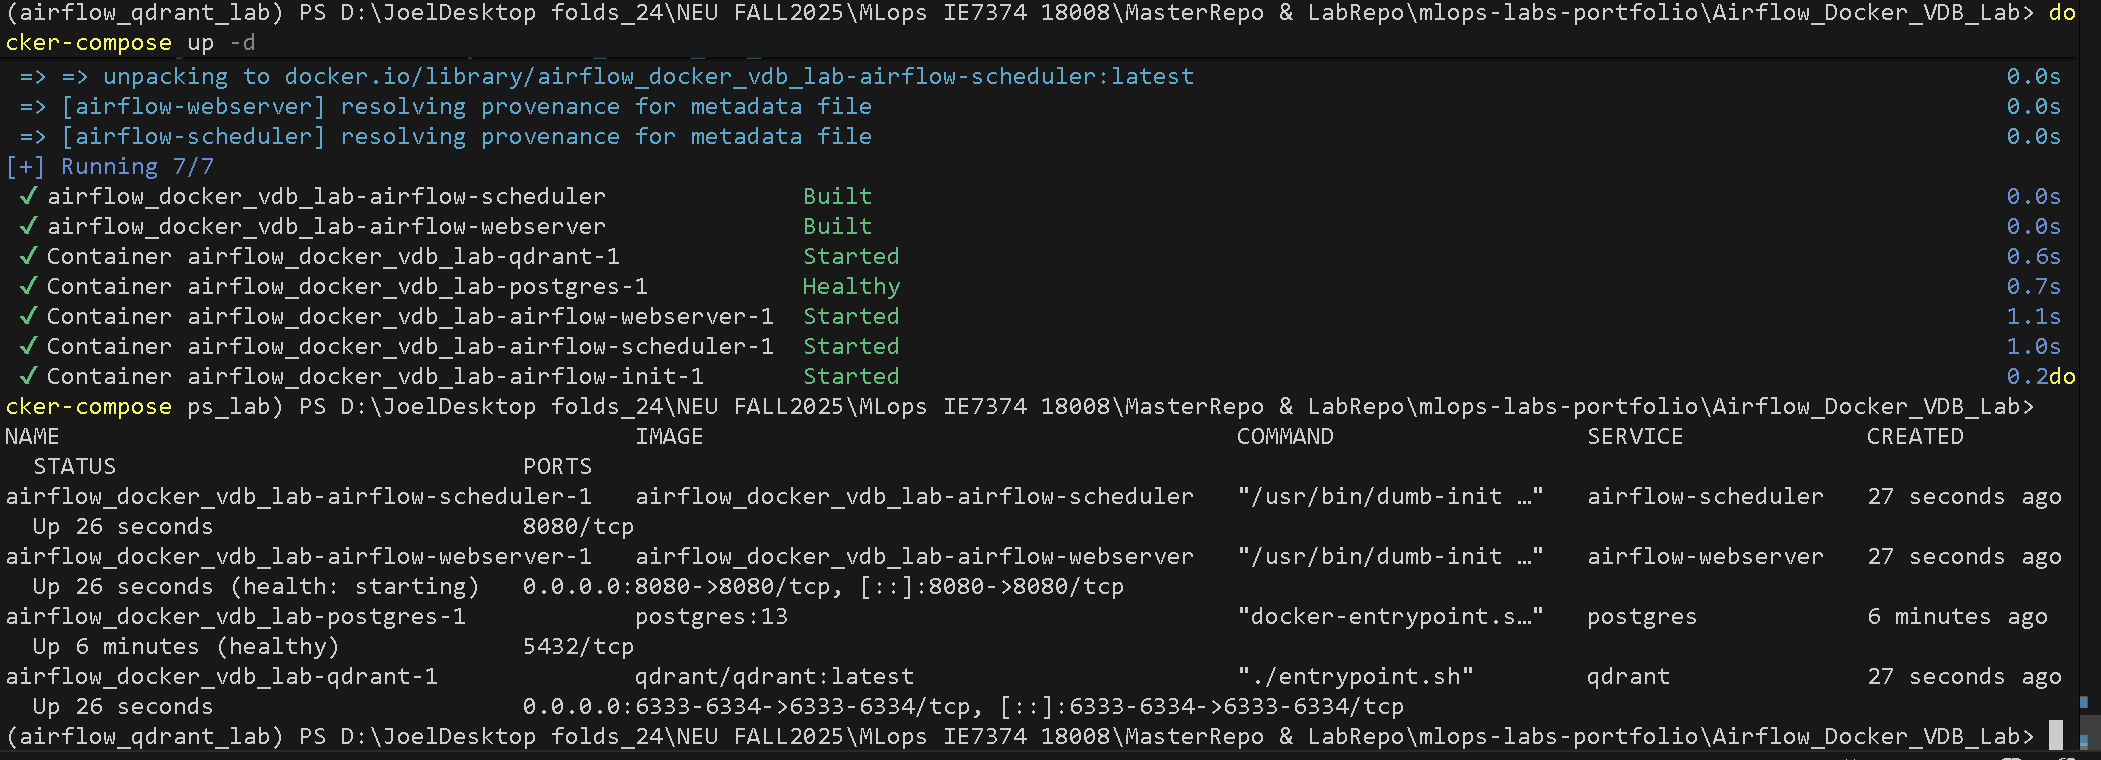 (airflow_qdrant_lab) PS D:\JoelDesktop folds_24\NEU FALL2025\MLops IE7374 18008\MasterRepo & LabRepo\mlops-labs-portfolio\Airflow_Docker_VDB_Lab> do
cker-compose up -d
=> => unpacking to docker.io/library/airflow_docker_vdb_lab-airflow-scheduler:latest 0.0s
=> [airflow-webserver] resolving provenance for metadata file 0.0s
=> [airflow-scheduler] resolving provenance for metadata file 0.0s
[+] Running 7/7
✓ airflow_docker_vdb_lab-airflow-scheduler Built 0.0s
✓ airflow_docker_vdb_lab-airflow-webserver Built 0.0s
✓ Container airflow_docker_vdb_lab-qdrant-1 Started 0.6s
✓ Container airflow_docker_vdb_lab-postgres-1 Healthy 0.7s
✓ Container airflow_docker_vdb_lab-airflow-webserver-1 Started 1.1s
✓ Container airflow_docker_vdb_lab-airflow-scheduler-1 Started 1.0s
✓ Container airflow_docker_vdb_lab-airflow-init-1 Started 0.2do
cker-compose ps_lab) PS D:\JoelDesktop folds_24\NEU FALL2025\MLops IE7374 18008\MasterRepo & LabRepo\mlops-labs-portfolio\Airflow_Docker_VDB_Lab>
NAME IMAGE COMMAND SERVICE CREATED
STATUS PORTS
airflow_docker_vdb_lab-airflow-scheduler-1 airflow_docker_vdb_lab-airflow-scheduler "/usr/bin/dumb-init …" airflow-scheduler 27 seconds ago
Up 26 seconds 8080/tcp
airflow_docker_vdb_lab-airflow-webserver-1 airflow_docker_vdb_lab-airflow-webserver "/usr/bin/dumb-init …" airflow-webserver 27 seconds ago
Up 26 seconds (health: starting) 0.0.0.0:8080->8080/tcp, [::]:8080->8080/tcp
airflow_docker_vdb_lab-postgres-1 postgres:13 "docker-entrypoint.s…" postgres 6 minutes ago
Up 6 minutes (healthy) 5432/tcp
airflow_docker_vdb_lab-qdrant-1 qdrant/qdrant:latest "./entrypoint.sh" qdrant 27 seconds ago
Up 26 seconds 0.0.0.0:6333-6334->6333-6334/tcp, [::]:6333-6334->6333-6334/tcp
(airflow_qdrant_lab) PS D:\JoelDesktop folds_24\NEU FALL2025\MLops IE7374 18008\MasterRepo & LabRepo\mlops-labs-portfolio\Airflow_Docker_VDB_Lab>